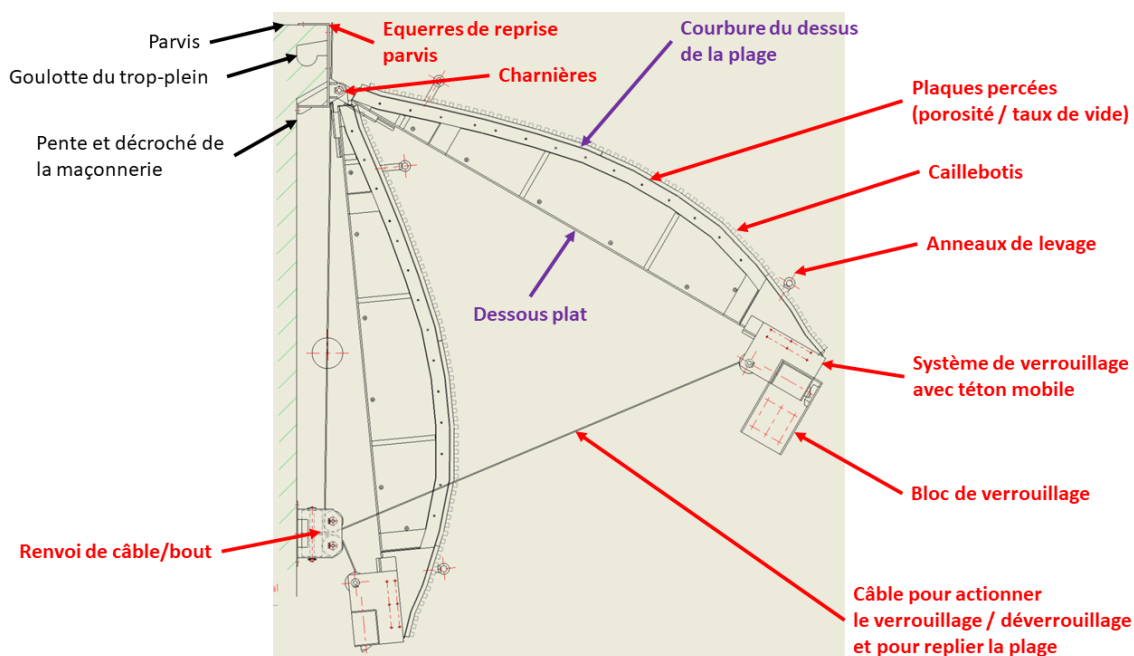 Parvis
Goulotte du trop-plein
Pente et décroché de
la maçonnerie
Equerres de reprise
parvis
Charnières
Courbure du dessus
de la plage
Plaques percées
(porosité / taux de vide)
Caillebotis
Anneaux de levage
Dessous plat
Système de verrouillage
avec téton mobile
Bloc de verrouillage
Renvoi de câble/bout
Câble pour actionner
le verrouillage / déverrouillage
et pour replier la plage